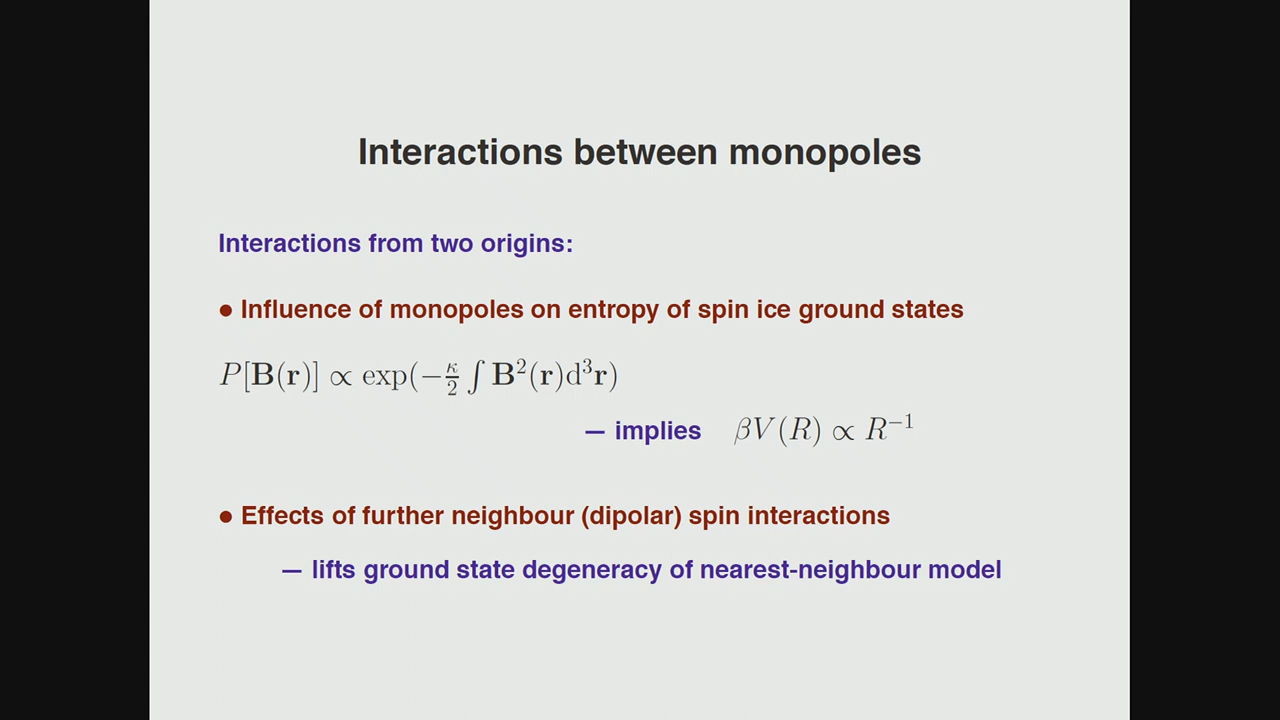 Interactions between monopoles
Interactions from two origins:
● Influence of monopoles on entropy of spin ice ground states
P[B(r)] ∝ exp(−κ/2 ∫ B²(r)d³r)
— implies βV(R) ∝ R⁻¹
● Effects of further neighbour (dipolar) spin interactions
— lifts ground state degeneracy of nearest-neighbour model